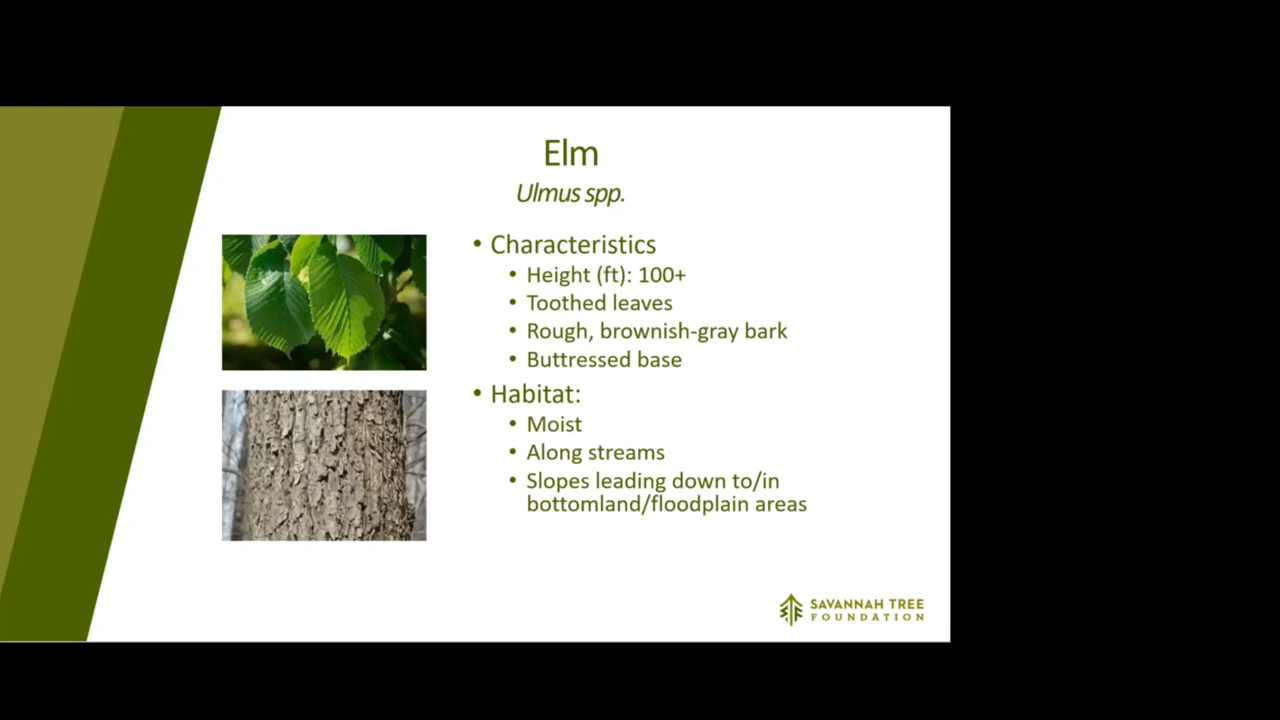 Elm
Ulmus spp.
• Characteristics
• Height (ft): 100+
• Toothed leaves
• Rough, brownish-gray bark
• Buttressed base
• Habitat:
• Moist
• Along streams
• Slopes leading down to/in
bottomland/floodplain areas
SAVANNAH TREE
FOUNDATION